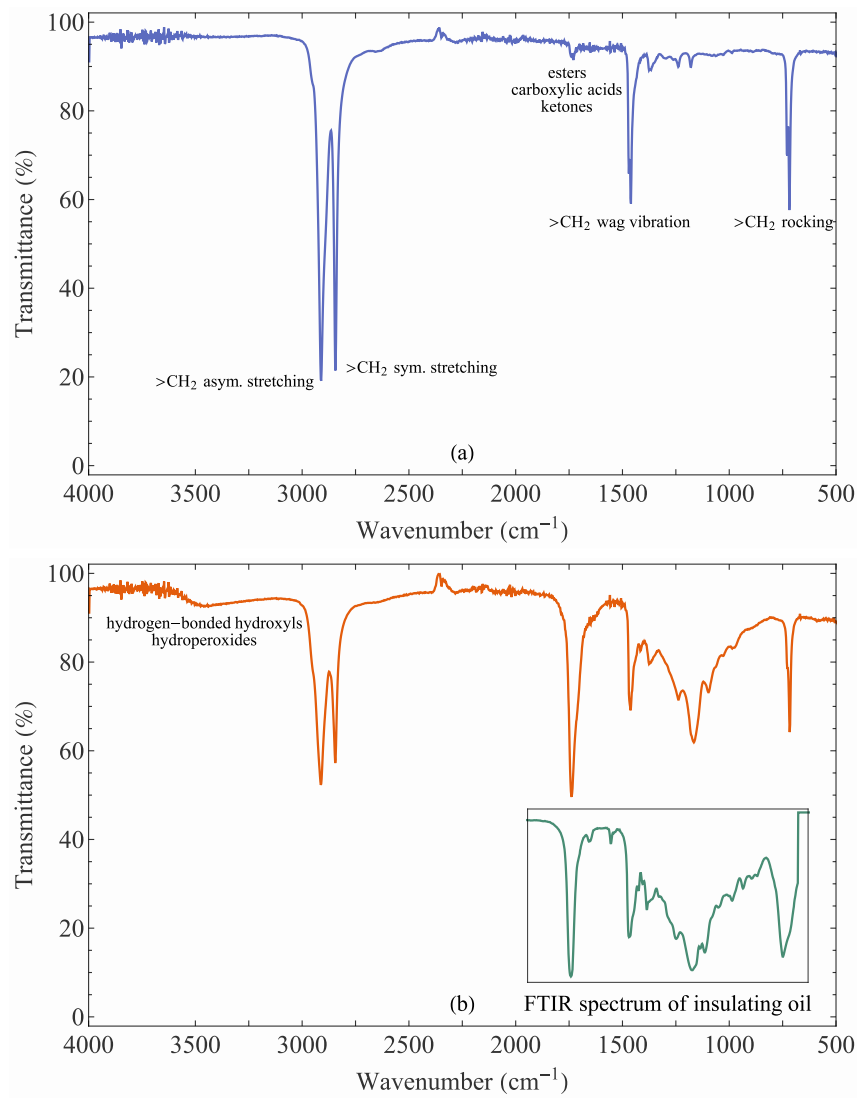 100
80
60
40
20
0
Transmittance (%)
esters
carboxylic acids
ketones
>CH₂ wag vibration
>CH₂ rocking
>CH₂ asym. stretching
>CH₂ sym. stretching
(a)
4000 3500 3000 2500 2000 1500 1000 500
Wavenumber (cm⁻¹)
100
80
60
40
20
0
Transmittance (%)
hydrogen−bonded hydroxyls
hydroperoxides
(b)
FTIR spectrum of insulating oil
4000 3500 3000 2500 2000 1500 1000 500
Wavenumber (cm⁻¹)